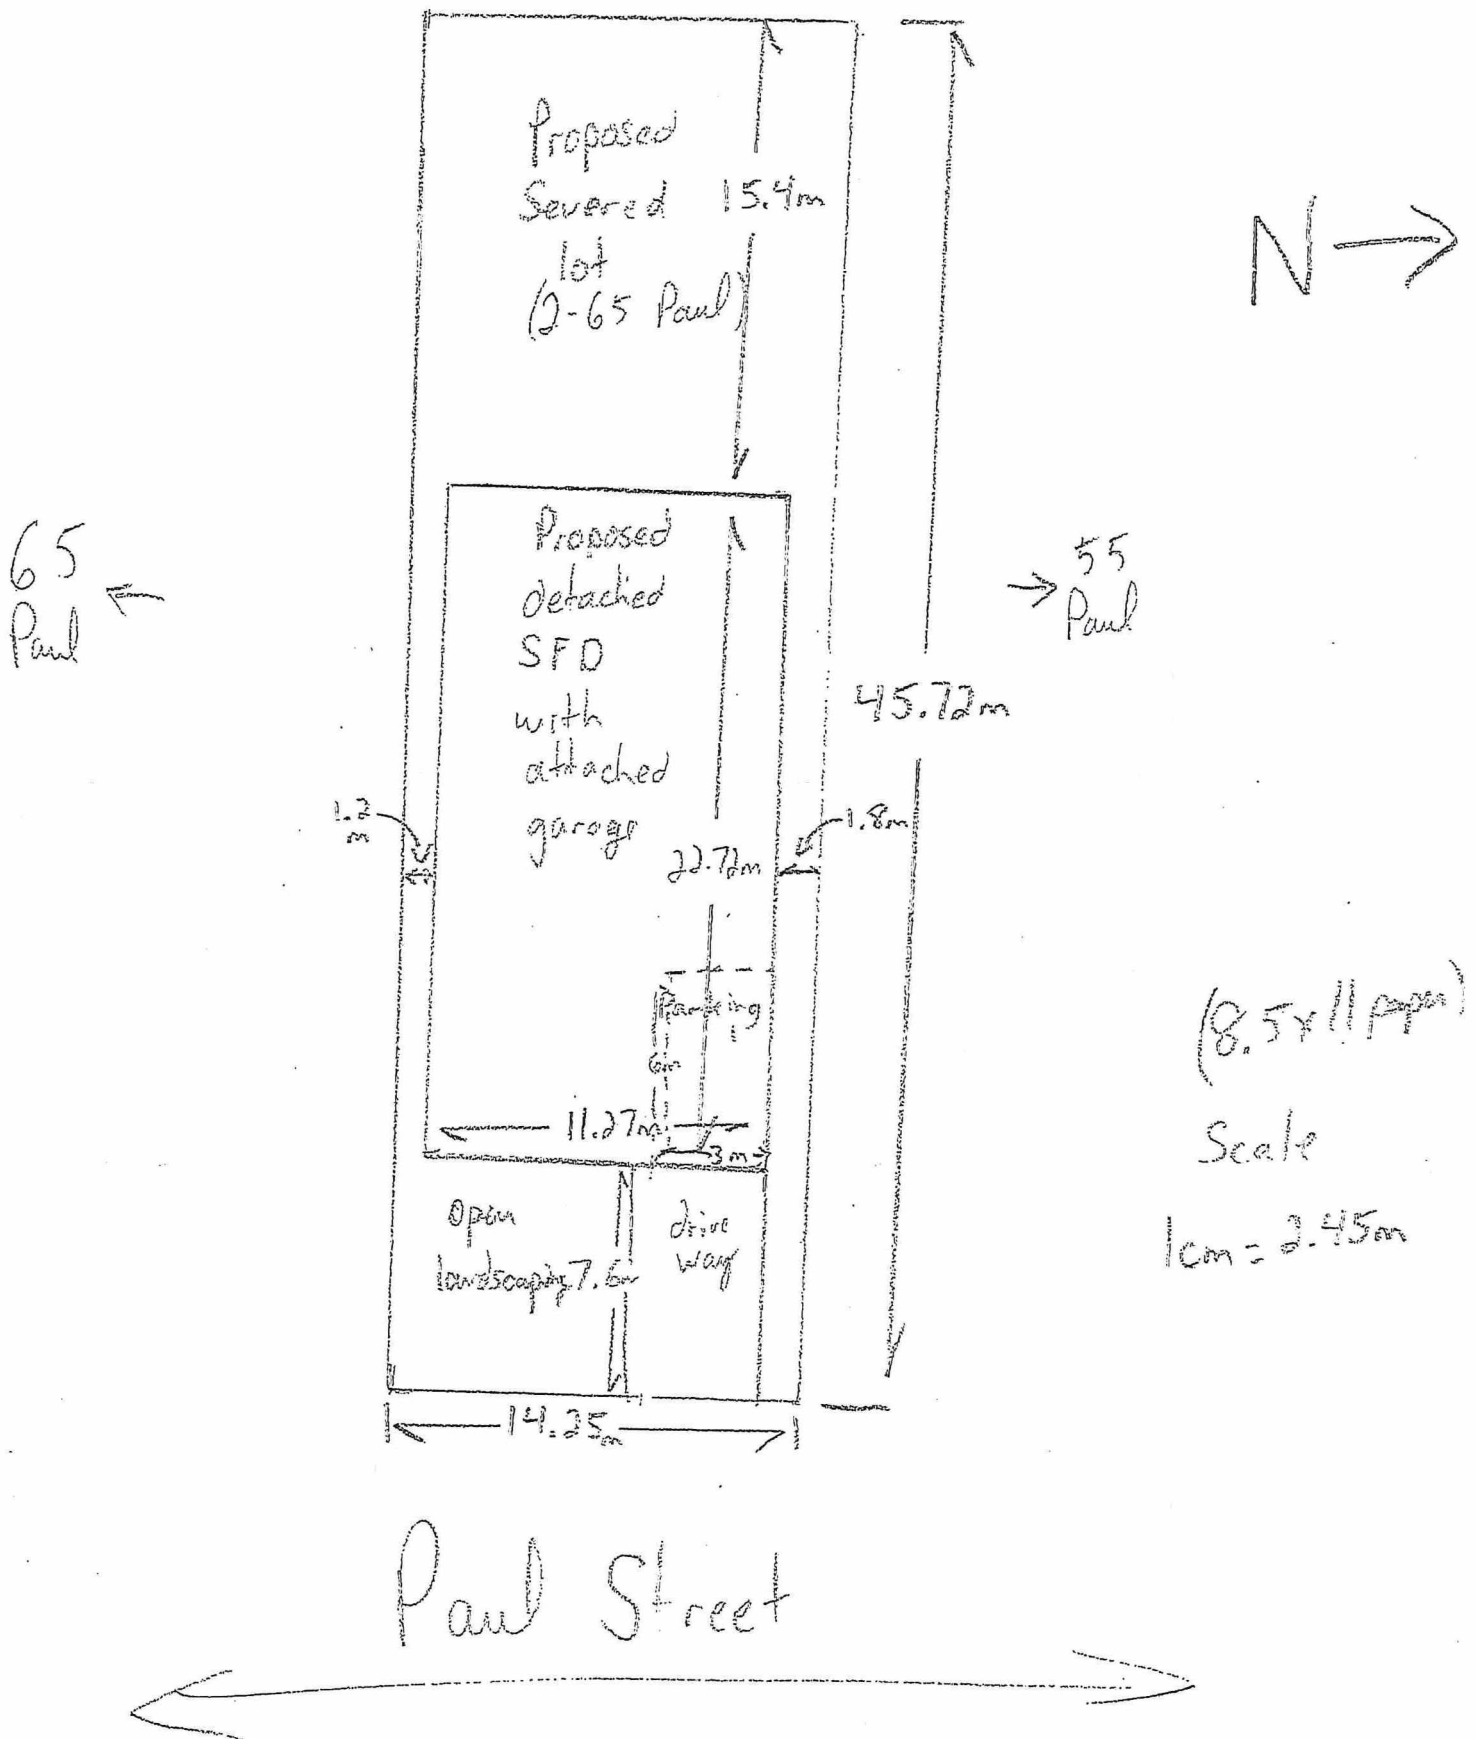 Proposed
Severed
lot
(2-65 Paul)
15.4m
N
65
Paul
55
Paul
Proposed
detached
SFD
with
attached
garage
45.72m
1.2
m
1.8m
22.72m
Parking
1
6m
11.27m
3m
Open
landscaping
7.6m
drive
way
14.25m
(8.5x11 paper)
Scale
1cm = 2.45m
Paul Street